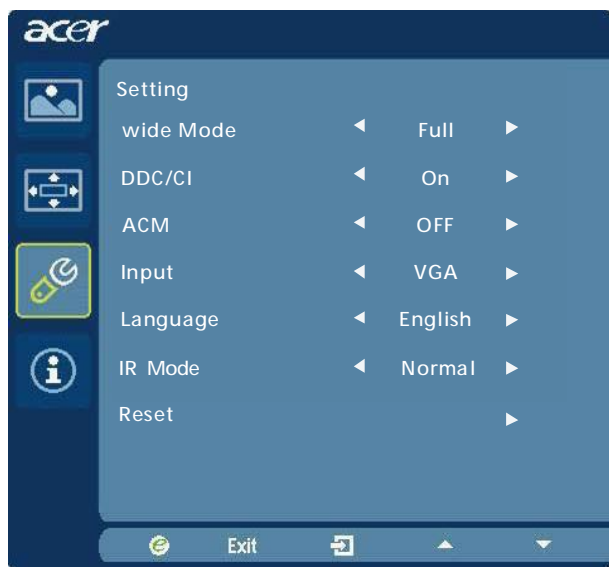 acer
Setting
wide Mode Full
DDC/CI On
ACM OFF
Input VGA
Language English
IR Mode Normal
Reset
e Exit